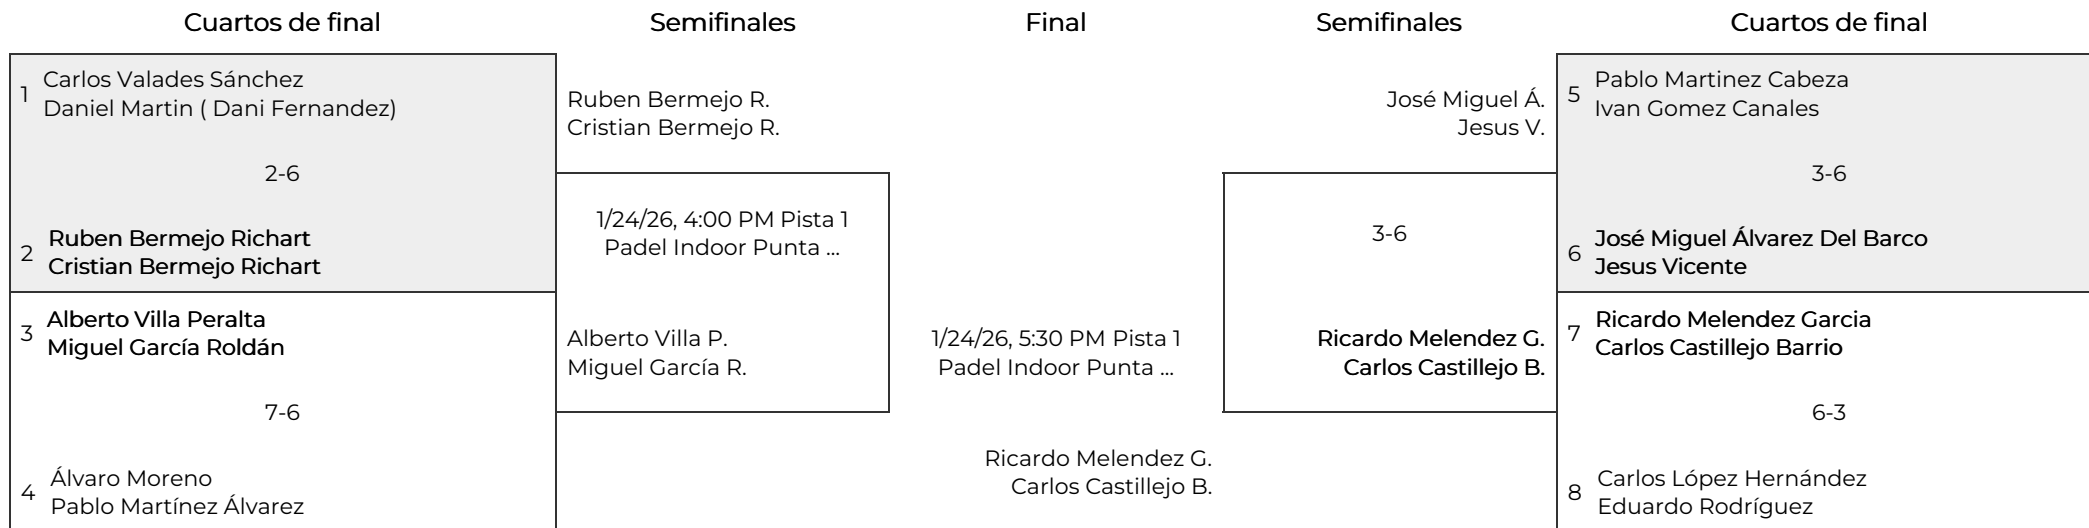 Cuartos de final
Semifinales
Final
Semifinales
Cuartos de final
1
Carlos Valades Sánchez
Daniel Martin ( Dani Fernandez)
2-6
2
Ruben Bermejo Richart
Cristian Bermejo Richart
3
Alberto Villa Peralta
Miguel García Roldán
7-6
4
Álvaro Moreno
Pablo Martínez Álvarez
Ruben Bermejo R.
Cristian Bermejo R.
1/24/26, 4:00 PM Pista 1
Padel Indoor Punta ...
Alberto Villa P.
Miguel García R.
1/24/26, 5:30 PM Pista 1
Padel Indoor Punta ...
Ricardo Melendez G.
Carlos Castillejo B.
José Miguel Á.
Jesus V.
3-6
Ricardo Melendez G.
Carlos Castillejo B.
5
Pablo Martinez Cabeza
Ivan Gomez Canales
3-6
6
José Miguel Álvarez Del Barco
Jesus Vicente
7
Ricardo Melendez Garcia
Carlos Castillejo Barrio
6-3
8
Carlos López Hernández
Eduardo Rodríguez